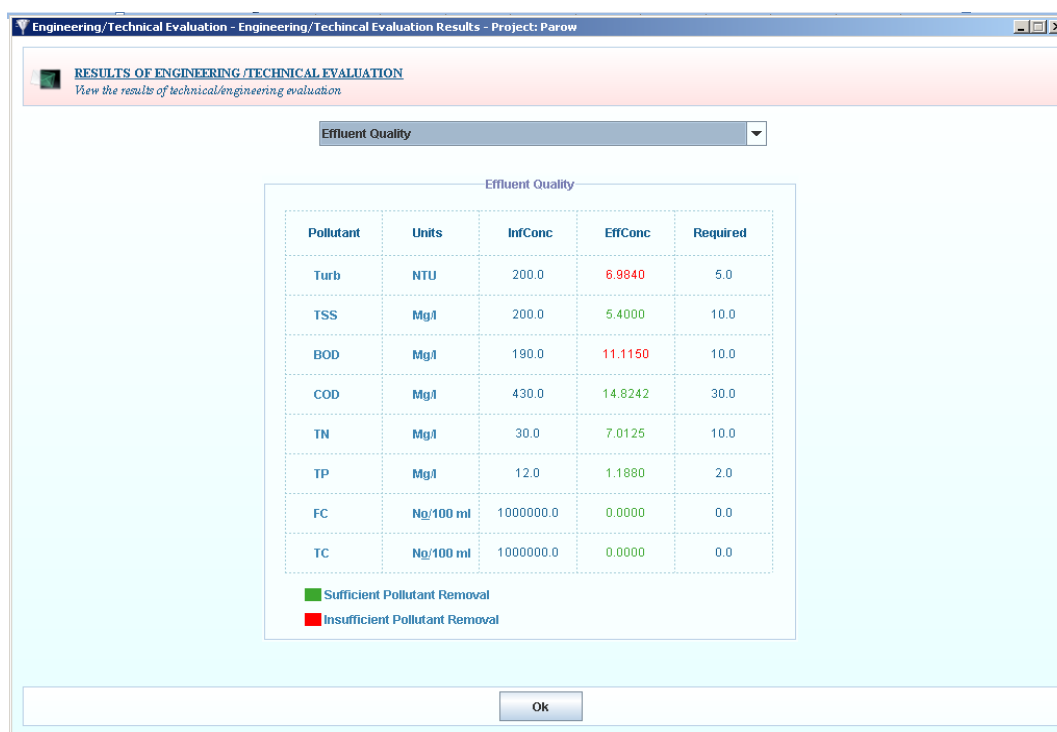 Engineering/Technical Evaluation - Engineering/Techincal Evaluation Results - Project: Parow
RESULTS OF ENGINEERING /TECHNICAL EVALUATION
View the results of technical/engineering evaluation
Effluent Quality
Effluent Quality
Pollutant Units InfConc EffConc Required
Turb NTU 200.0 6.9840 5.0
TSS Mg/l 200.0 5.4000 10.0
BOD Mg/l 190.0 11.1150 10.0
COD Mg/l 430.0 14.8242 30.0
TN Mg/l 30.0 7.0125 10.0
TP Mg/l 12.0 1.1880 2.0
FC No/100 ml 1000000.0 0.0000 0.0
TC No/100 ml 1000000.0 0.0000 0.0
Sufficient Pollutant Removal
Insufficient Pollutant Removal
Ok